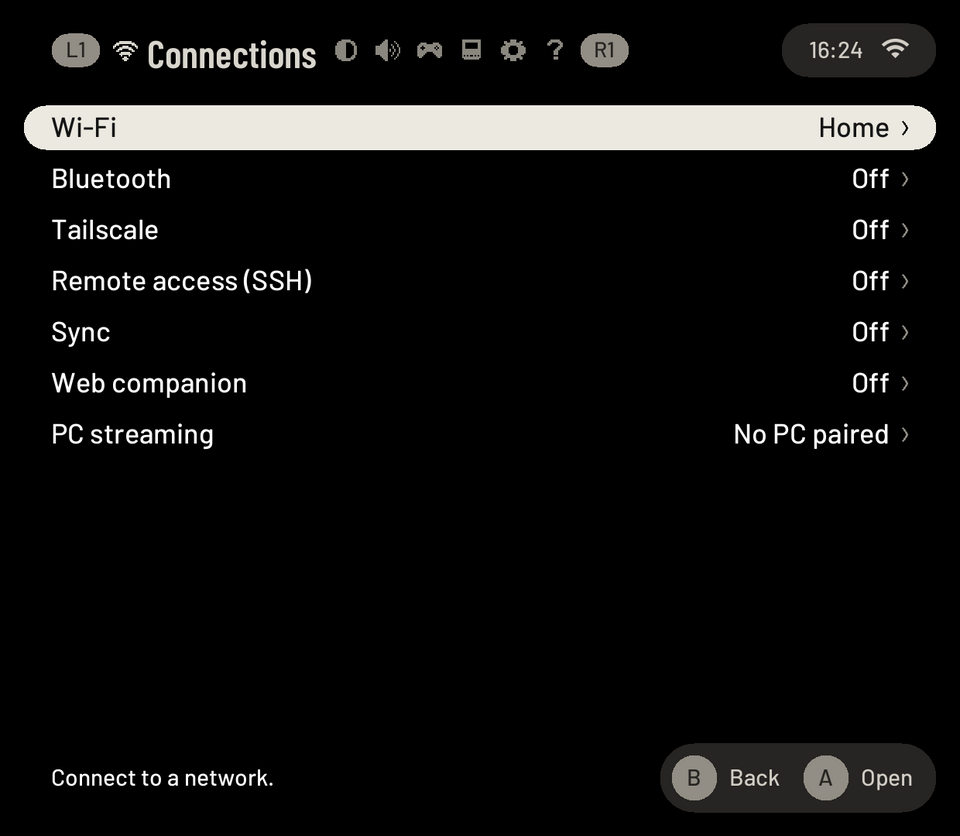 L1 Connections ? R1 16:24
Wi-Fi Home
Bluetooth Off
Tailscale Off
Remote access (SSH) Off
Sync Off
Web companion Off
PC streaming No PC paired
Connect to a network. B Back A Open